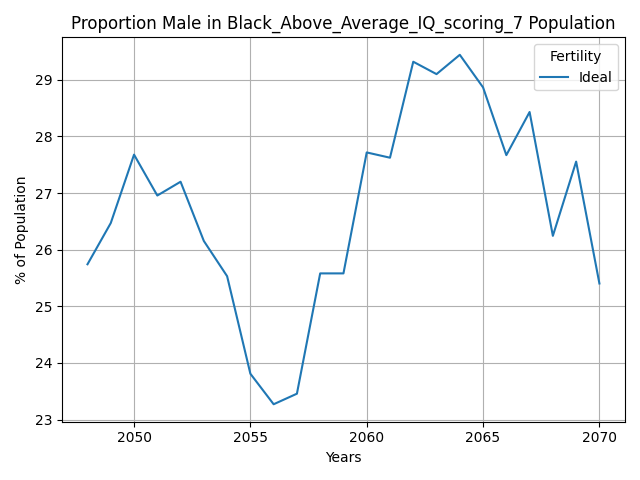 Proportion Male in Black_Above_Average_IQ_scoring_7 Population
Fertility
Ideal
% of Population
29
28
27
26
25
24
23
2050 2055 2060 2065 2070
Years